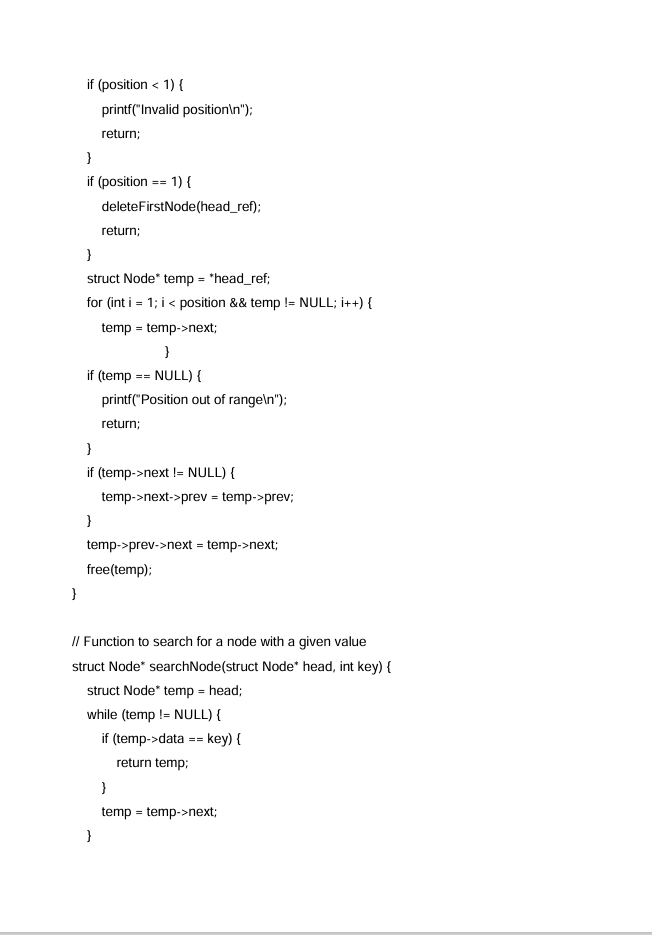 if (position < 1) {
printf("Invalid position\n");
return;
}
if (position == 1) {
deleteFirstNode(head_ref);
return;
}
struct Node* temp = *head_ref;
for (int i = 1; i < position && temp != NULL; i++) {
temp = temp->next;
}
if (temp == NULL) {
printf("Position out of range\n");
return;
}
if (temp->next != NULL) {
temp->next->prev = temp->prev;
}
temp->prev->next = temp->next;
free(temp);
}
// Function to search for a node with a given value
struct Node* searchNode(struct Node* head, int key) {
struct Node* temp = head;
while (temp != NULL) {
if (temp->data == key) {
return temp;
}
temp = temp->next;
}